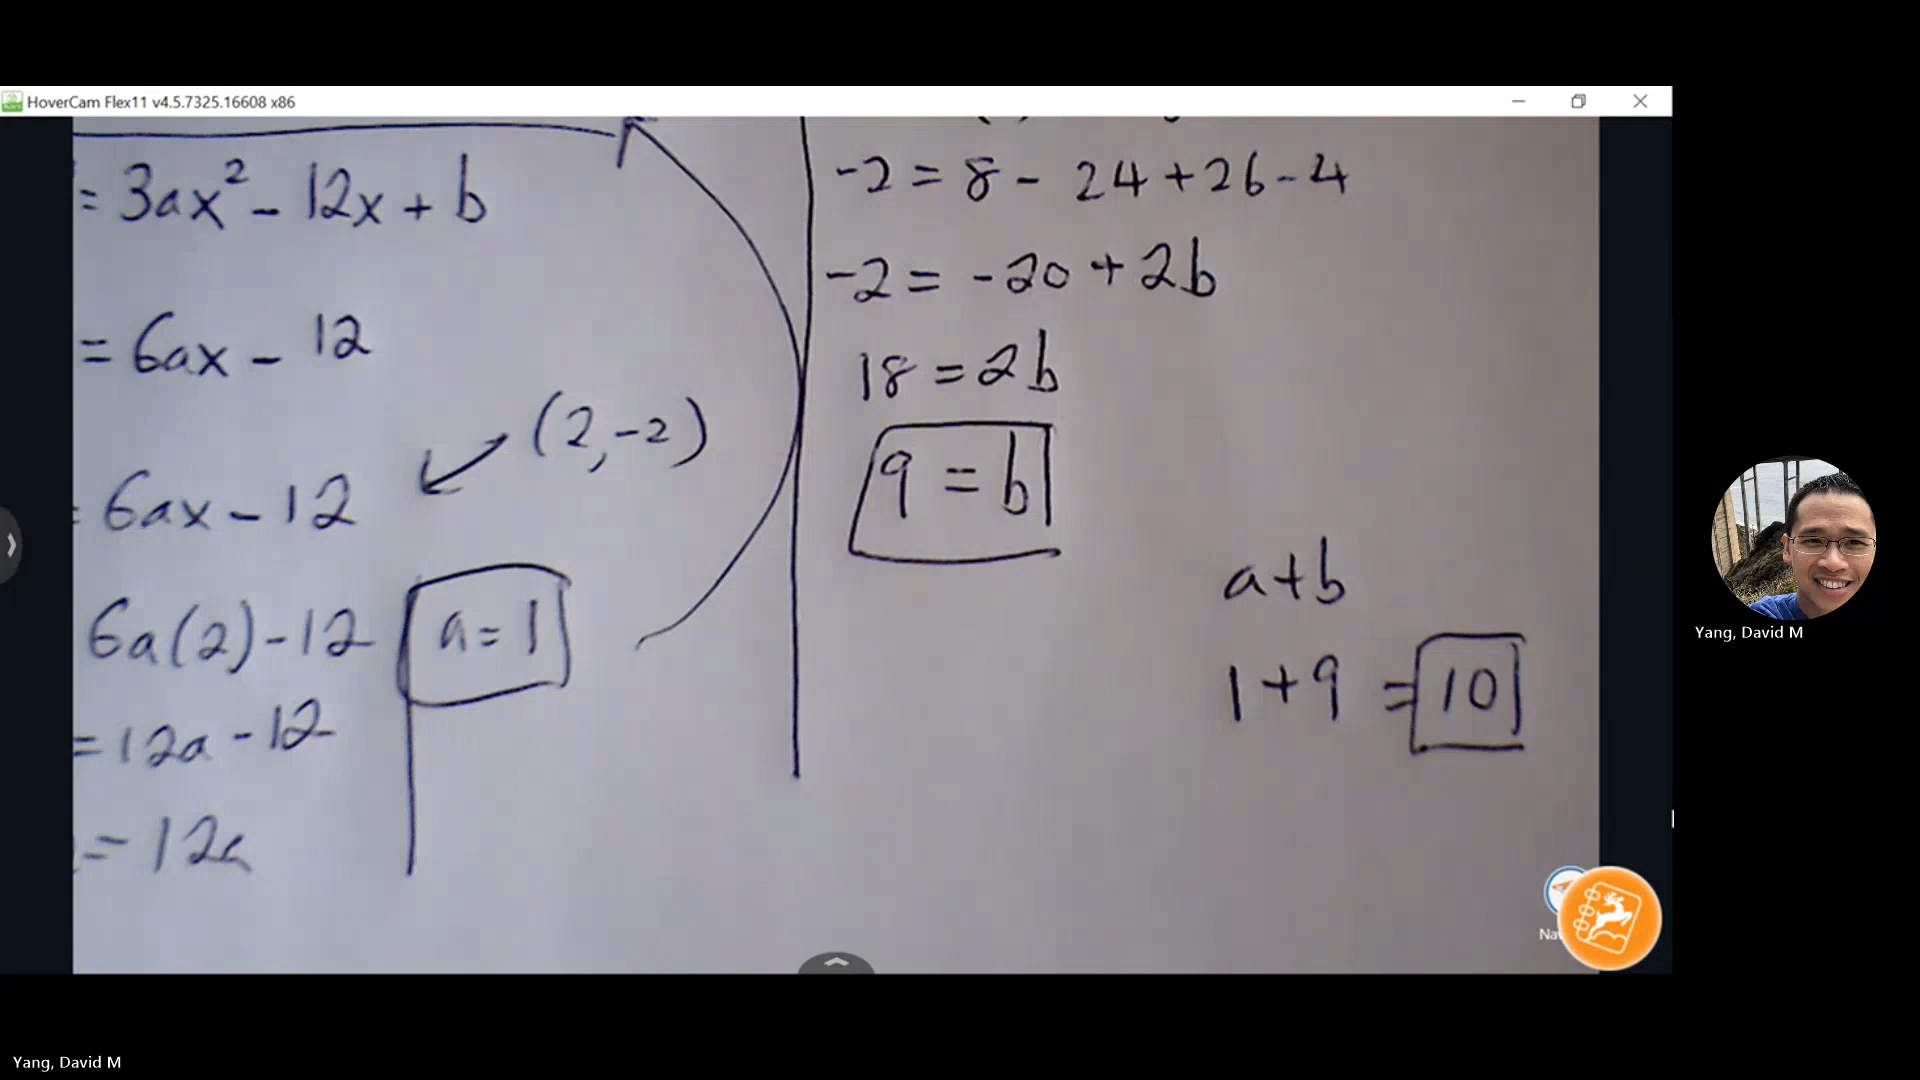 HoverCam Flex11 v4.5.7325.16608 x86
= 3ax² - 12x + b
= 6ax - 12
(2, -2)
= 6ax - 12
6a(2) - 12
a = 1
= 12a - 12
= 12a
-2 = 8 - 24 + 2b - 4
-2 = -20 + 2b
18 = 2b
9 = b
a + b
1 + 9 = 10
Yang, David M
Yang, David M